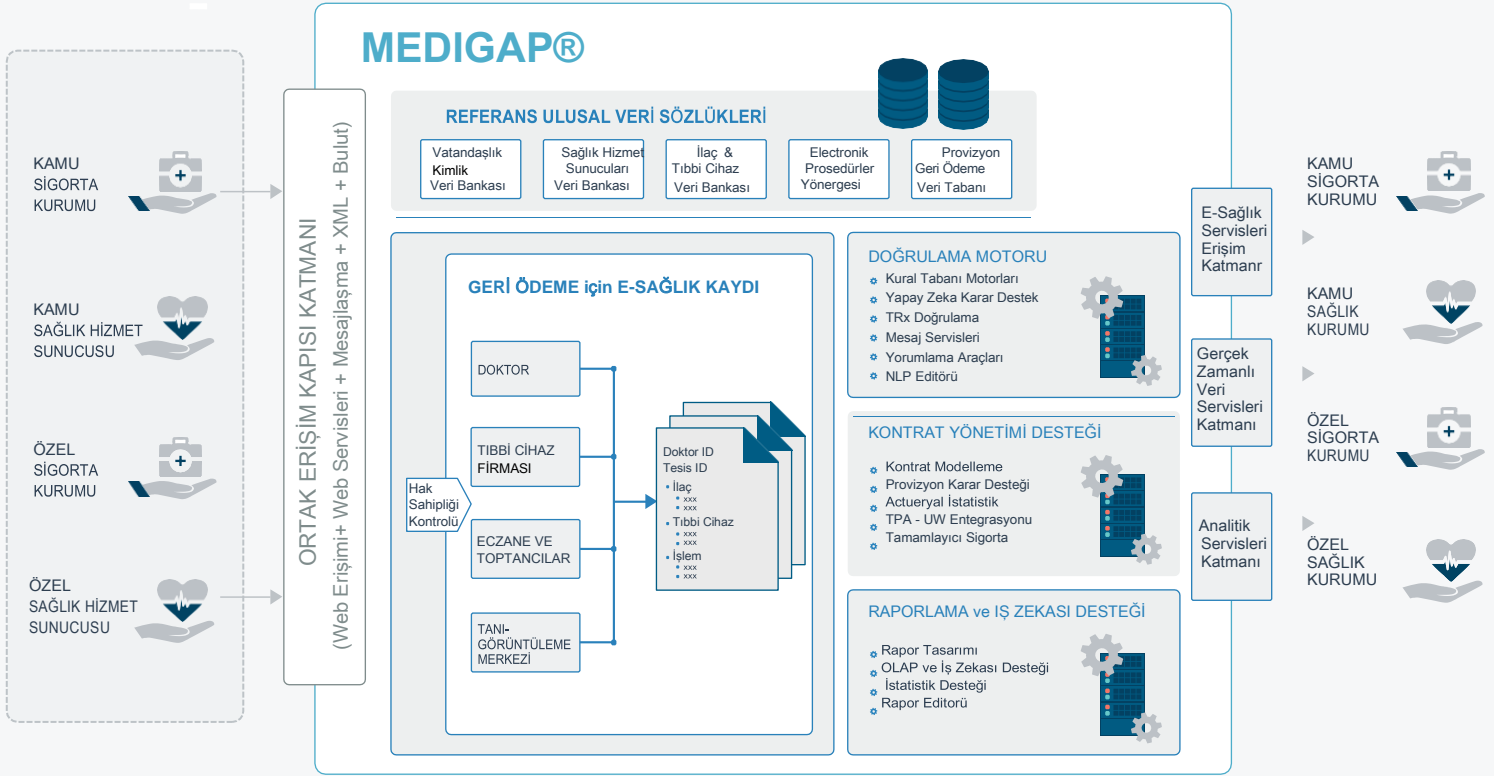 MEDIGAP®
KAMU
SİGORTA
KURUMU
KAMU
SAĞLIK HİZMET
SUNUCUSU
ÖZEL
SİGORTA
KURUMU
ÖZEL
SAĞLIK HİZMET
SUNUCUSU
ORTAK ERİŞİM KAPISI KATMANI
(Web Erişimi+ Web Servisleri + Mesajlaşma + XML + Bulut)
REFERANS ULUSAL VERİ SÖZLÜKLERİ
Vatandaşlık
Kimlik
Veri Bankası
Sağlık Hizmet
Sunucuları
Veri Bankası
İlaç &
Tıbbi Cihaz
Veri Bankası
Electronik
Prosedürler
Yönergesi
Provizyon
Geri Ödeme
Veri Tabanı
GERİ ÖDEME için E-SAĞLIK KAYDI
Hak
Sahipliği
Kontrolü
DOKTOR
TIBBİ CİHAZ
FİRMASI
ECZANE VE
TOPTANCILAR
TANI-
GÖRÜNTÜLEME
MERKEZİ
Doktor ID
Tesis ID
• İlaç
• xxx
• xxx
• Tıbbi Cihaz
• xxx
• xxx
• İşlem
• xxx
• xxx
DOĞRULAMA MOTORU
Kural Tabanı Motorları
Yapay Zeka Karar Destek
TRx Doğrulama
Mesaj Servisleri
Yorumlama Araçları
NLP Editörü
KONTRAT YÖNETİMİ DESTEĞİ
Kontrat Modelleme
Provizyon Karar Desteği
Actueryal İstatistik
TPA - UW Entegrasyonu
Tamamlayıcı Sigorta
RAPORLAMA ve IŞ ZEKASI DESTEĞİ
Rapor Tasarımı
OLAP ve İş Zekası Desteği
İstatistik Desteği
Rapor Editorü
E-Sağlık
Servisleri
Erişim
Katmanr
Gerçek
Zamanlı
Veri
Servisleri
Katmanı
Analitik
Servisleri
Katmanı
KAMU
SİGORTA
KURUMU
KAMU
SAĞLIK
KURUMU
ÖZEL
SİGORTA
KURUMU
ÖZEL
SAĞLIK
KURUMU